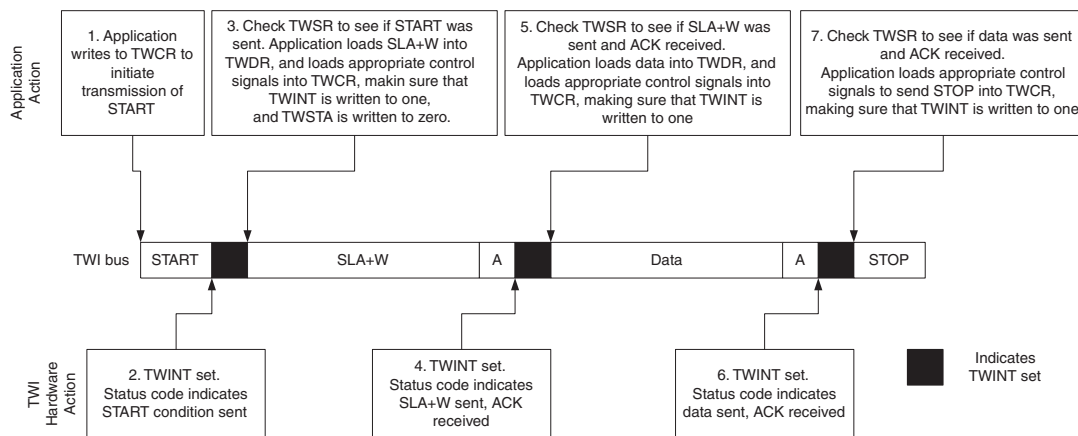 Application
Action
1. Application
writes to TWCR to
initiate
transmission of
START
3. Check TWSR to see if START was
sent. Application loads SLA+W into
TWDR, and loads appropriate control
signals into TWCR, makin sure that
TWINT is written to one,
and TWSTA is written to zero.
5. Check TWSR to see if SLA+W was
sent and ACK received.
Application loads data into TWDR, and
loads appropriate control signals into
TWCR, making sure that TWINT is
written to one
7. Check TWSR to see if data was sent
and ACK received.
Application loads appropriate control
signals to send STOP into TWCR,
making sure that TWINT is written to one
TWI bus
START
SLA+W
A
Data
A
STOP
TWI
Hardware
Action
2. TWINT set.
Status code indicates
START condition sent
4. TWINT set.
Status code indicates
SLA+W sent, ACK
received
6. TWINT set.
Status code indicates
data sent, ACK received
Indicates
TWINT set